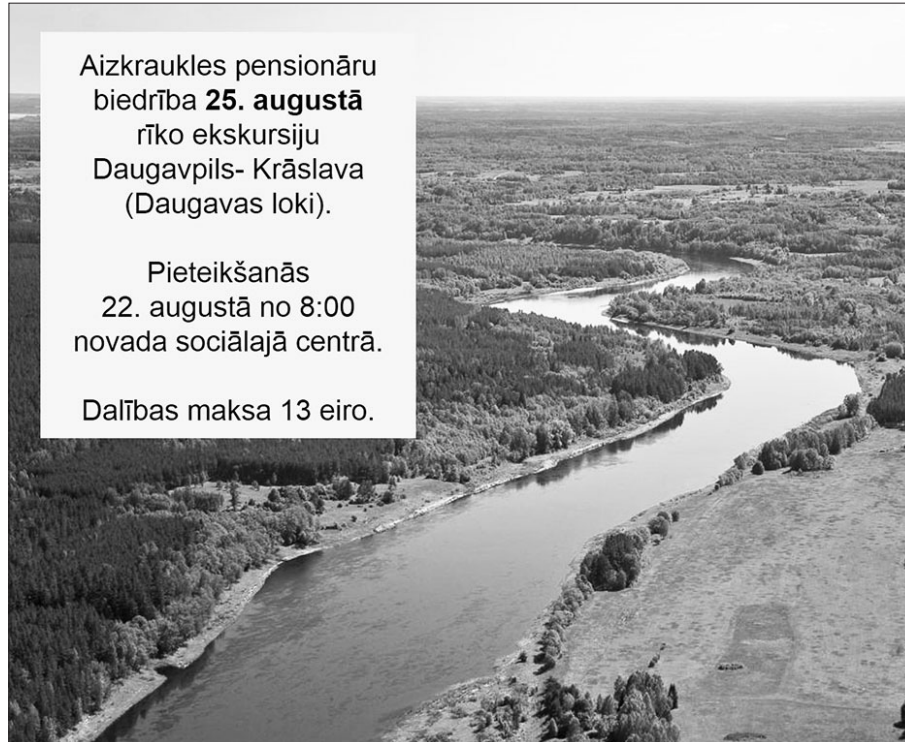 Aizkraukles pensionāru
biedrība 25. augustā
rīko ekskursiju
Daugavpils- Krāslava
(Daugavas loki).
Pieteikšanās
22. augustā no 8:00
novada sociālajā centrā.
Dalības maksa 13 eiro.